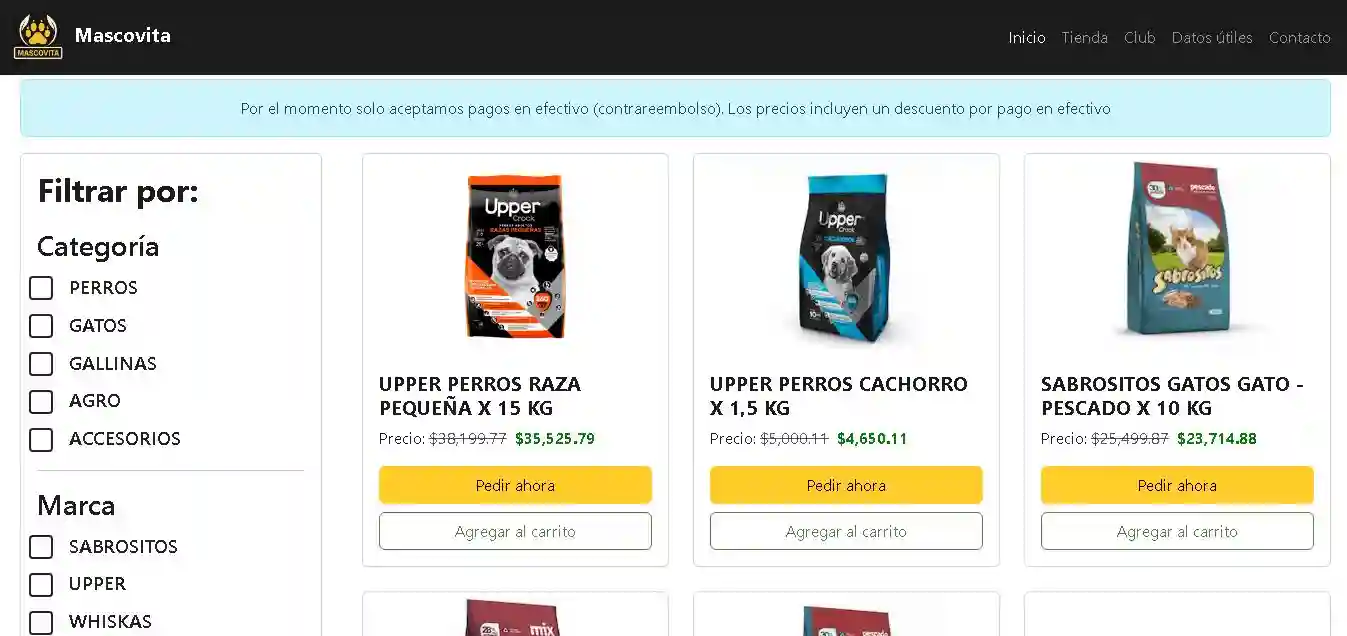 MASCOVITA
Mascovita
Inicio
Tienda
Club
Datos útiles
Contacto
Por el momento solo aceptamos pagos en efectivo (contrareembolso). Los precios incluyen un descuento por pago en efectivo
Filtrar por:
Categoría
PERROS
GATOS
GALLINAS
AGRO
ACCESORIOS
Marca
SABROSITOS
UPPER
WHISKAS
Upper
Crock
RAZAS PEQUEÑAS
UPPER PERROS RAZA
PEQUEÑA X 15 KG
Precio: $38,199.77 $35,525.79
Pedir ahora
Agregar al carrito
Upper
Crock
UPPER PERROS CACHORRO
X 1,5 KG
Precio: $5,000.11 $4,650.11
Pedir ahora
Agregar al carrito
30%
pescado
Sabrositos
SABROSITOS GATOS GATO -
PESCADO X 10 KG
Precio: $25,499.87 $23,714.88
Pedir ahora
Agregar al carrito
28%
mix
30%
pescado